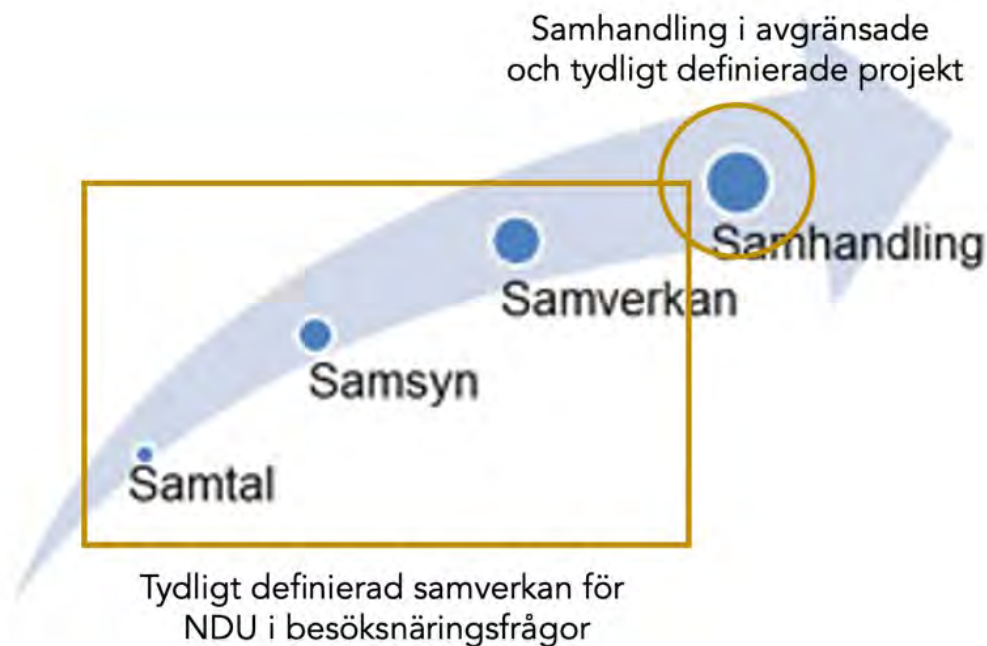 Samhandling i avgränsade
och tydligt definierade projekt
Samhandling
Samverkan
Samsyn
Samtal
Tydligt definierad samverkan för
NDU i besöksnäringsfrågor